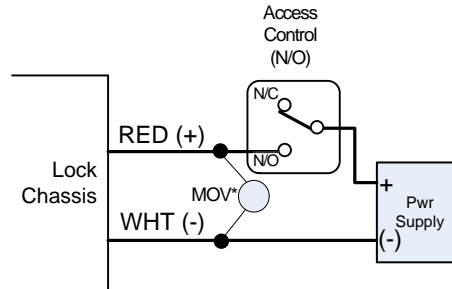 Access
Control
(N/O)
N/C
RED (+)
N/O
Lock
Chassis
MOV*
+
Pwr
Supply
WHT (-)
(-)